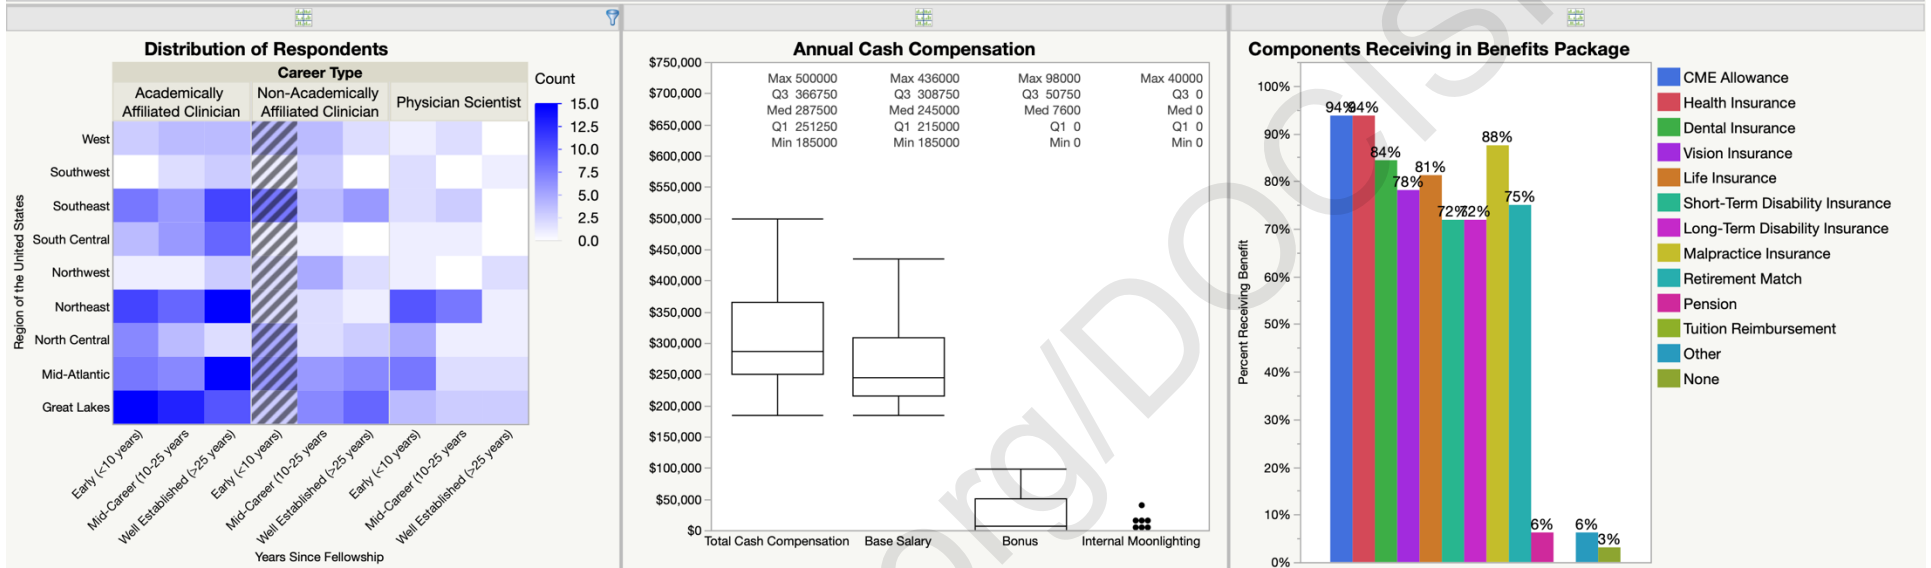 Distribution of Respondents
Career Type
Academically
Affiliated Clinician
Non-Academically
Affiliated Clinician
Physician Scientist
Count
15.0
12.5
10.0
7.5
5.0
2.5
0.0
Region of the United States
West
Southwest
Southeast
South Central
Northwest
Northeast
North Central
Mid-Atlantic
Great Lakes
Early (<10 years)
Mid-Career (10-25 years
Well Established (>25 years)
Early (<10 years)
Mid-Career (10-25 years
Well Established (>25 years)
Early (<10 years)
Mid-Career (10-25 years
Well Established (>25 years)
Years Since Fellowship
Annual Cash Compensation
$750,000
$700,000
$650,000
$600,000
$550,000
$500,000
$450,000
$400,000
$350,000
$300,000
$250,000
$200,000
$150,000
$100,000
$50,000
$0
Max 500000
Q3 366750
Med 287500
Q1 251250
Min 185000
Max 436000
Q3 308750
Med 245000
Q1 215000
Min 185000
Max 98000
Q3 50750
Med 7600
Q1 0
Min 0
Max 40000
Q3 0
Med 0
Q1 0
Min 0
Total Cash Compensation
Base Salary
Bonus
Internal Moonlighting
Components Receiving in Benefits Package
Percent Receiving Benefit
100%
90%
80%
70%
60%
50%
40%
30%
20%
10%
0%
94%
94%
84%
78%
81%
72%
72%
88%
75%
6%
6%
3%
CME Allowance
Health Insurance
Dental Insurance
Vision Insurance
Life Insurance
Short-Term Disability Insurance
Long-Term Disability Insurance
Malpractice Insurance
Retirement Match
Pension
Tuition Reimbursement
Other
None
org/DOCIS